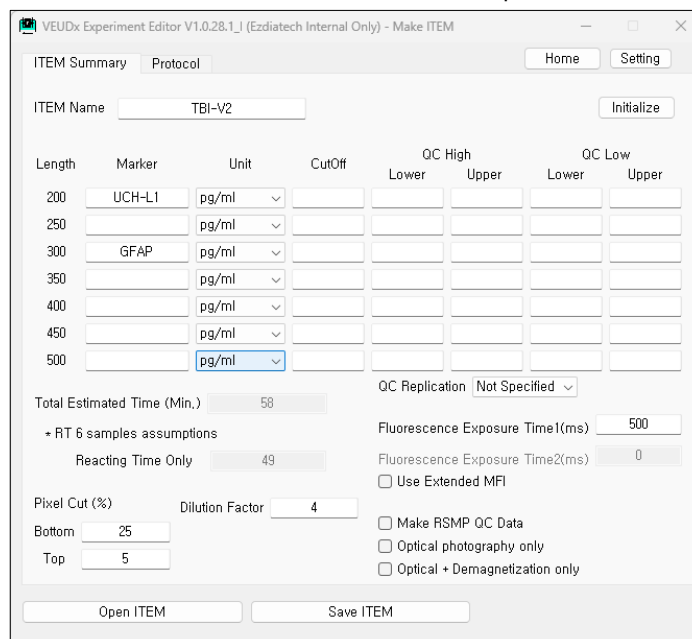 VEUDx Experiment Editor V1.0.28.1_I (Ezdiatech Internal Only) - Make ITEM
ITEM Summary Protocol Home Setting
ITEM Name TBI-V2 Initialize
QC High QC Low
Length Marker Unit CutOff Lower Upper Lower Upper
200 UCH-L1 pg/ml
250 pg/ml
300 GFAP pg/ml
350 pg/ml
400 pg/ml
450 pg/ml
500 pg/ml
QC Replication Not Specified
Total Estimated Time (Min.) 58
* RT 6 samples assumptions
Fluorescence Exposure Time1(ms) 500
Reacting Time Only 49
Fluorescence Exposure Time2(ms) 0
Use Extended MFI
Pixel Cut (%) Dilution Factor 4
Bottom 25
Top 5
Make RSMP QC Data
Optical photography only
Optical + Demagnetization only
Open ITEM Save ITEM